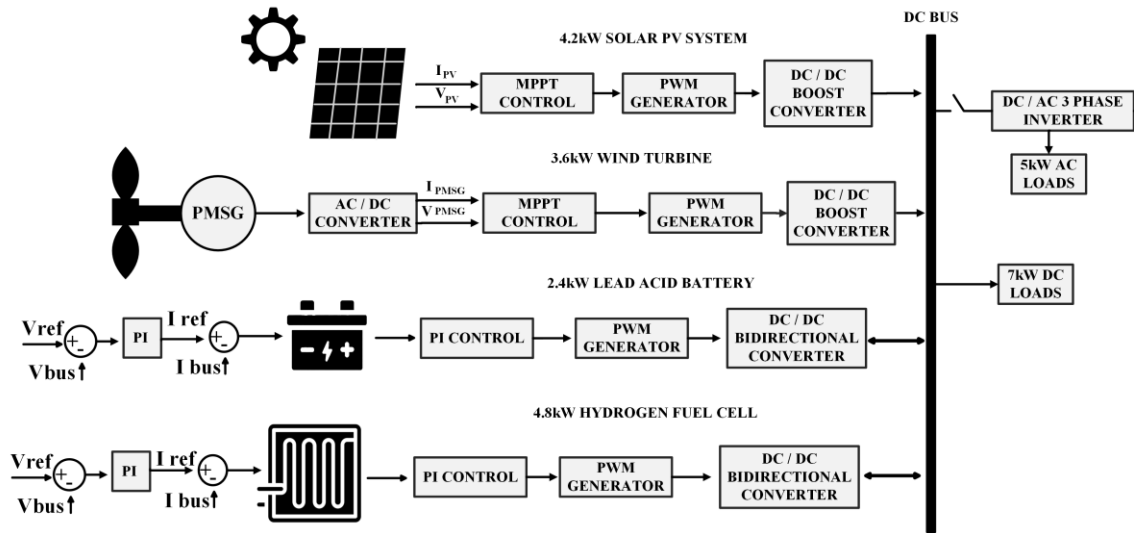 DC BUS
4.2kW SOLAR PV SYSTEM
I PV
V PV
MPPT
CONTROL
PWM
GENERATOR
DC / DC
BOOST
CONVERTER
DC / AC 3 PHASE
INVERTER
5kW AC
LOADS
3.6kW WIND TURBINE
PMSG
AC / DC
CONVERTER
I PMSG
V PMSG
MPPT
CONTROL
PWM
GENERATOR
DC / DC
BOOST
CONVERTER
7kW DC
LOADS
2.4kW LEAD ACID BATTERY
Vref
+
-
Vbus
PI
I ref
+
-
I bus
- +
PI CONTROL
PWM
GENERATOR
DC / DC
BIDIRECTIONAL
CONVERTER
4.8kW HYDROGEN FUEL CELL
Vref
+
-
Vbus
PI
I ref
+
-
I bus
PI CONTROL
PWM
GENERATOR
DC / DC
BIDIRECTIONAL
CONVERTER